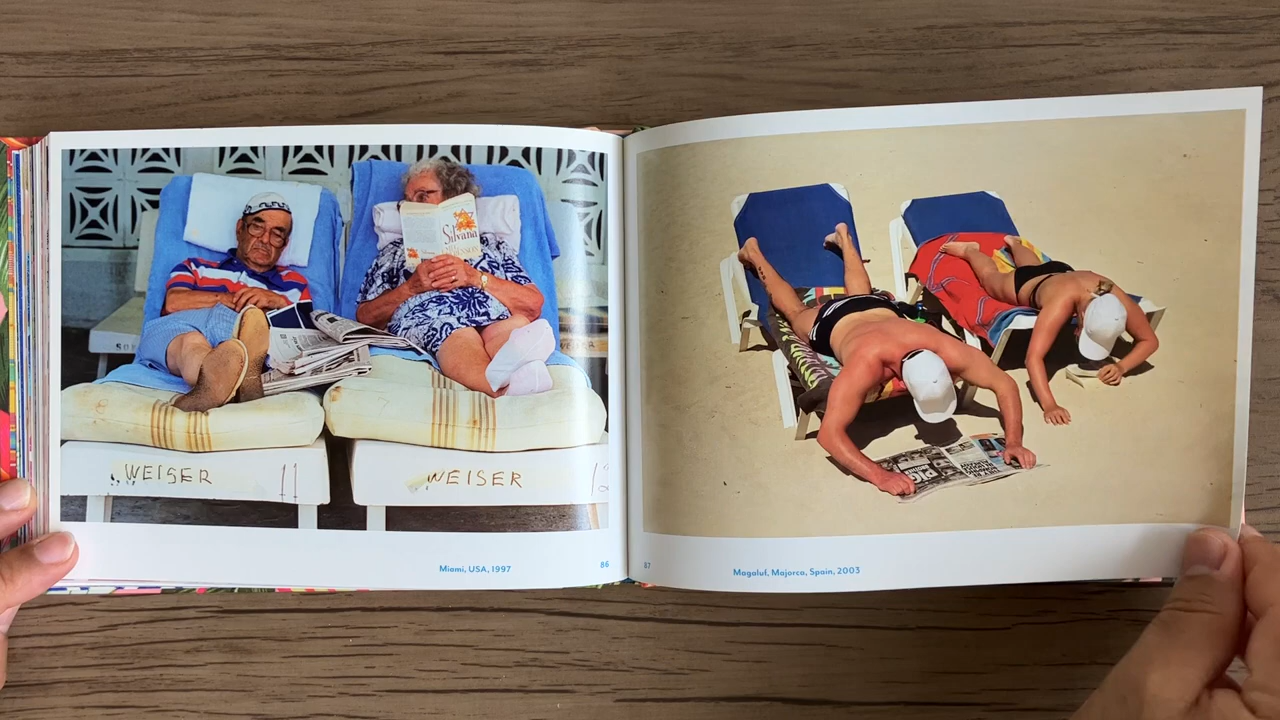 Silvana
WEISER 11
WEISER
Miami, USA, 1997
86
87
Magaluf, Majorca, Spain, 2003